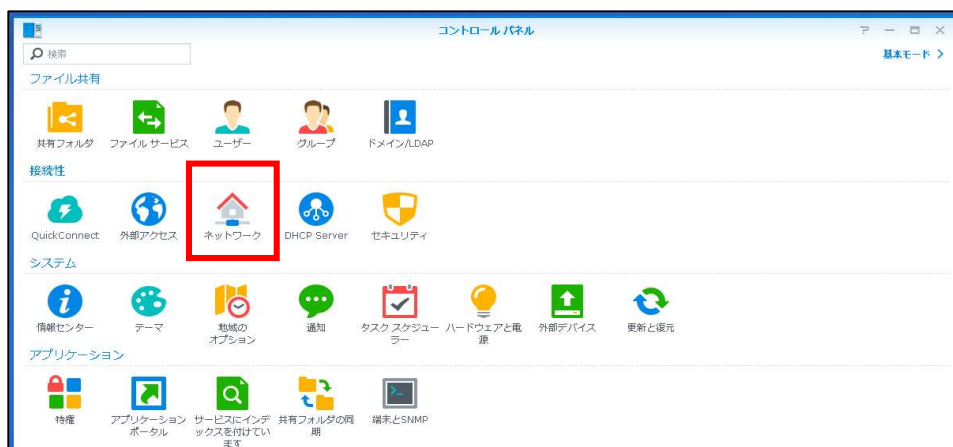 コントロール パネル
検索
基本モード
ファイル共有
共有フォルダ ファイル サービス ユーザー グループ ドメイン/LDAP
接続性
QuickConnect 外部アクセス ネットワーク DHCP Server セキュリティ
システム
情報センター テーマ 地域の 通知 タスク スケジュー ハードウェアと電 外部デバイス 更新と復元
オプション ラー 源
アプリケーション
特権 アプリケーション サービスにインデ 共有フォルダの同 端末とSNMP
ポータル ックスを付けてい 期
ます